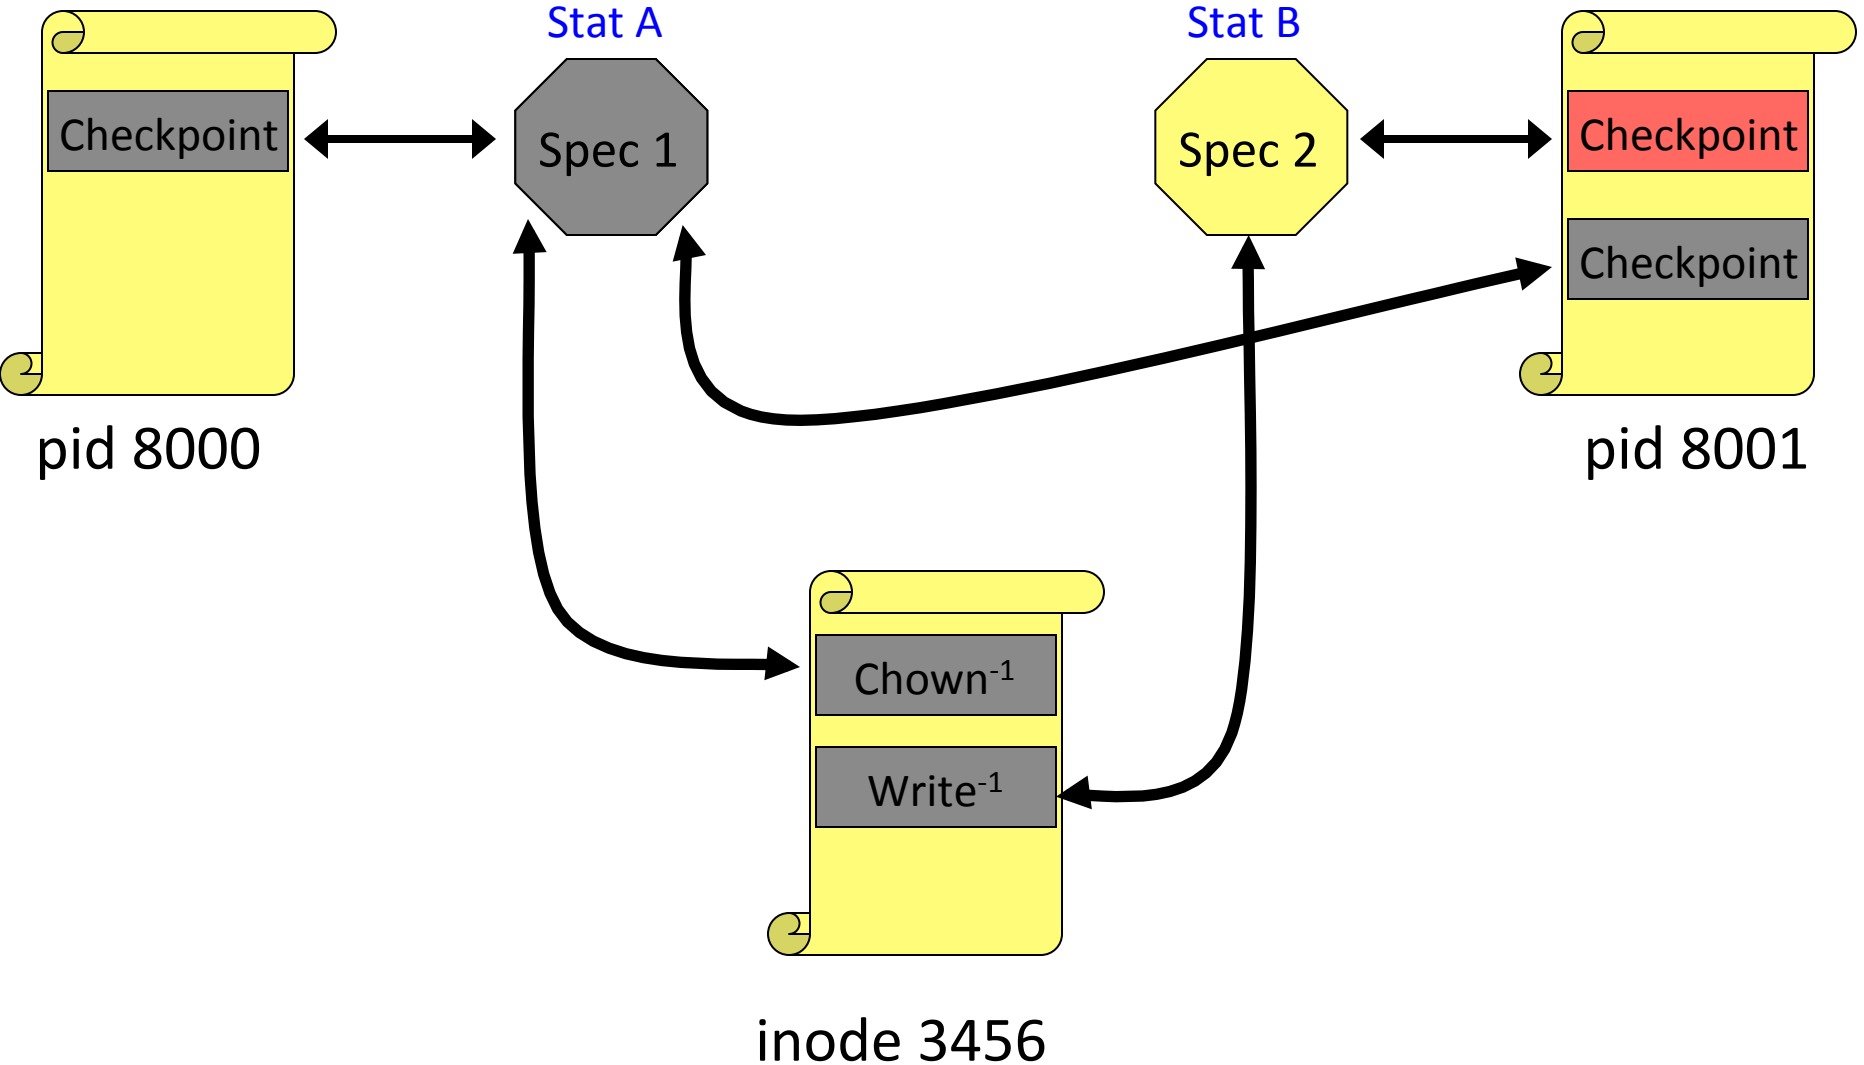 Stat A
Stat B
Checkpoint
Spec 1
Spec 2
Checkpoint
Checkpoint
pid 8000
pid 8001
Chown⁻¹
Write⁻¹
inode 3456